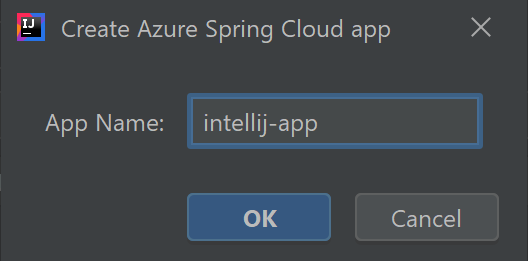 IJ
Create Azure Spring Cloud app
App Name:
intellij-app
OK
Cancel